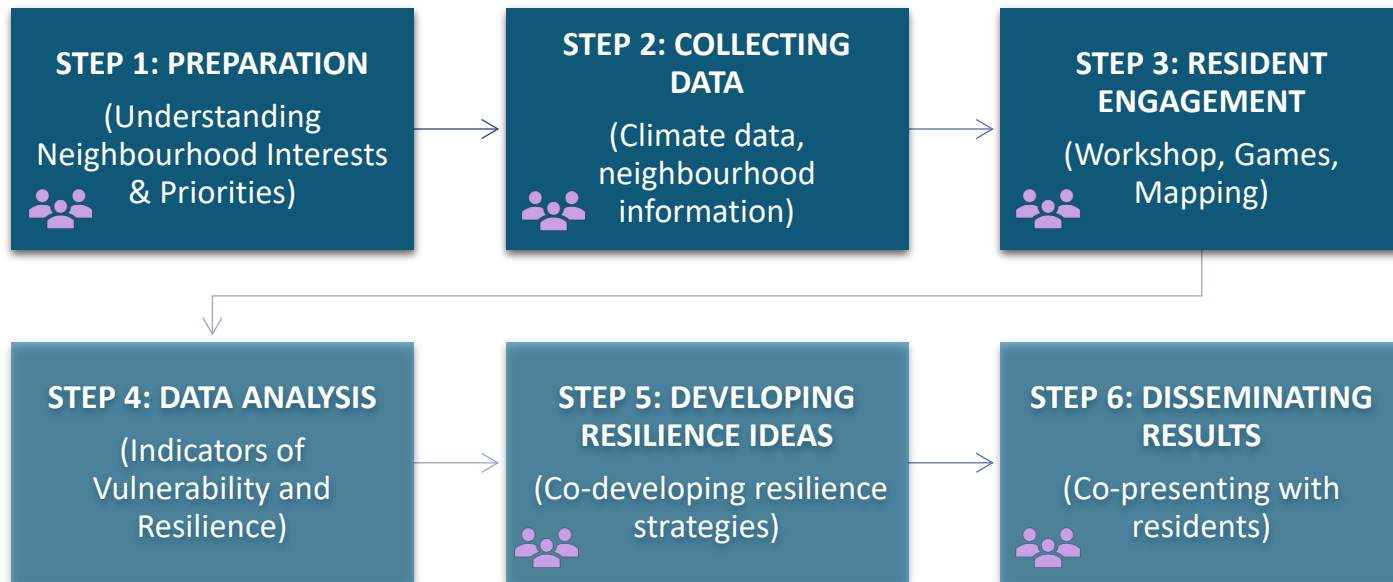 STEP 1: PREPARATION
(Understanding
Neighbourhood Interests
& Priorities)
STEP 2: COLLECTING
DATA
(Climate data,
neighbourhood
information)
STEP 3: RESIDENT
ENGAGEMENT
(Workshop, Games,
Mapping)
STEP 4: DATA ANALYSIS
(Indicators of
Vulnerability and
Resilience)
STEP 5: DEVELOPING
RESILIENCE IDEAS
(Co-developing resilience
strategies)
STEP 6: DISSEMINATING
RESULTS
(Co-presenting with
residents)